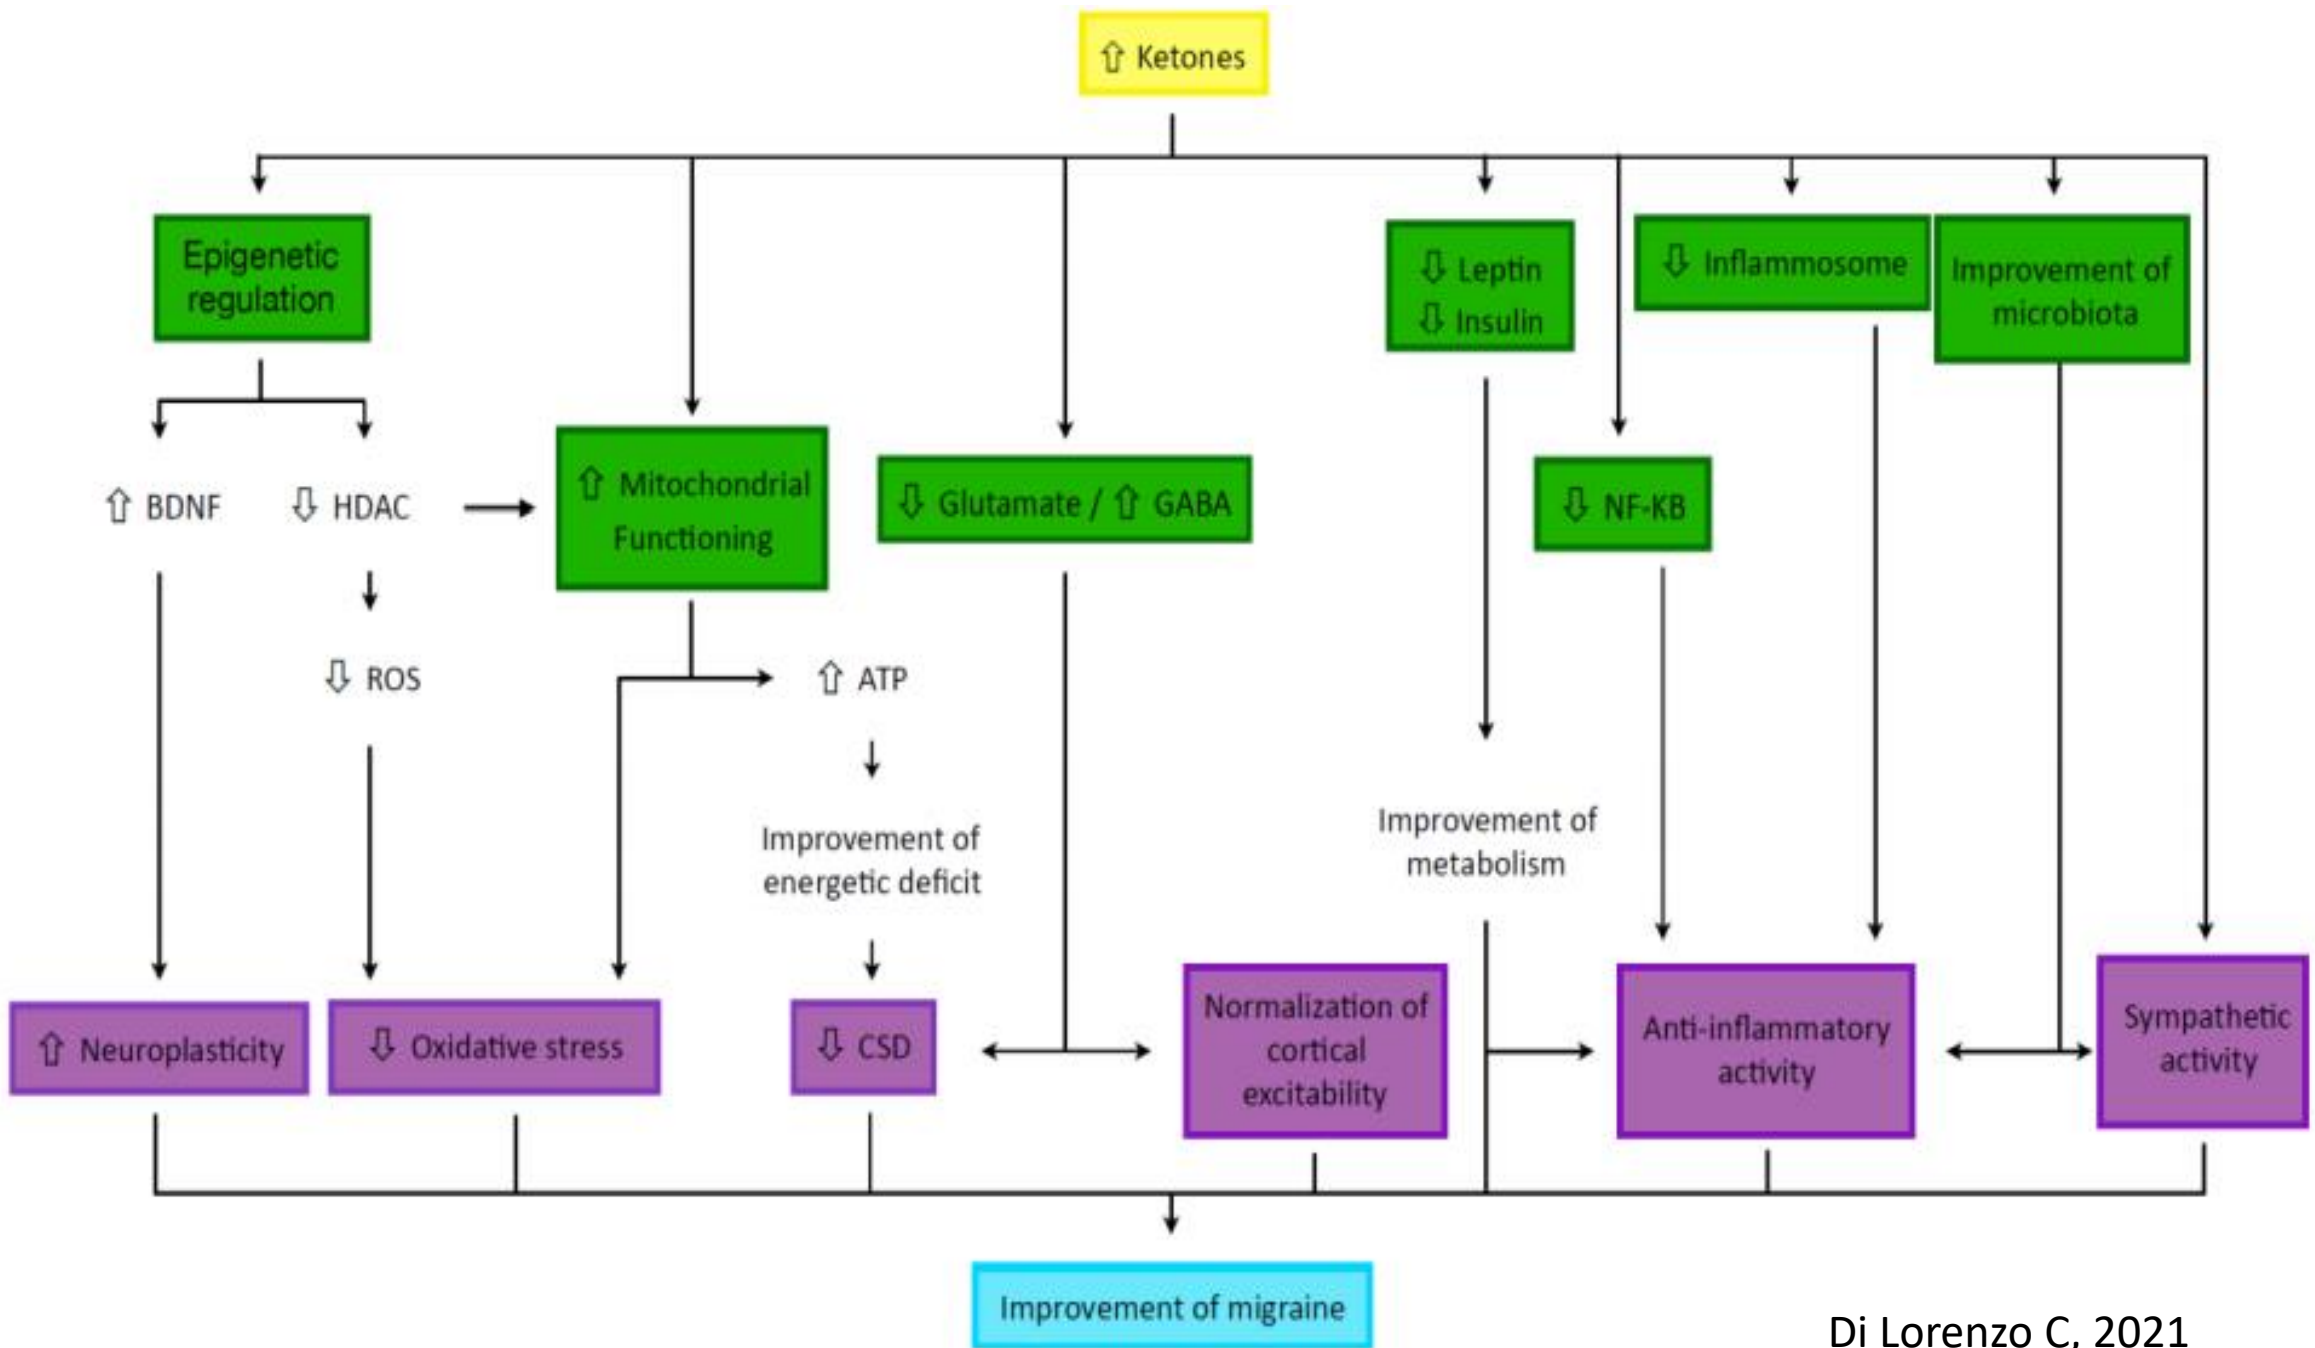 ⇧ Ketones
Epigenetic
regulation
⇩ Leptin
⇩ Insulin
⇩ Inflammosome
Improvement of
microbiota
⇧ BDNF
⇩ HDAC
⇧ Mitochondrial
Functioning
⇩ Glutamate / ⇧ GABA
⇩ NF-KB
⇩ ROS
⇧ ATP
Improvement of
energetic deficit
Improvement of
metabolism
⇧ Neuroplasticity
⇩ Oxidative stress
⇩ CSD
Normalization of
cortical
excitability
Anti-inflammatory
activity
Sympathetic
activity
Improvement of migraine
Di Lorenzo C, 2021